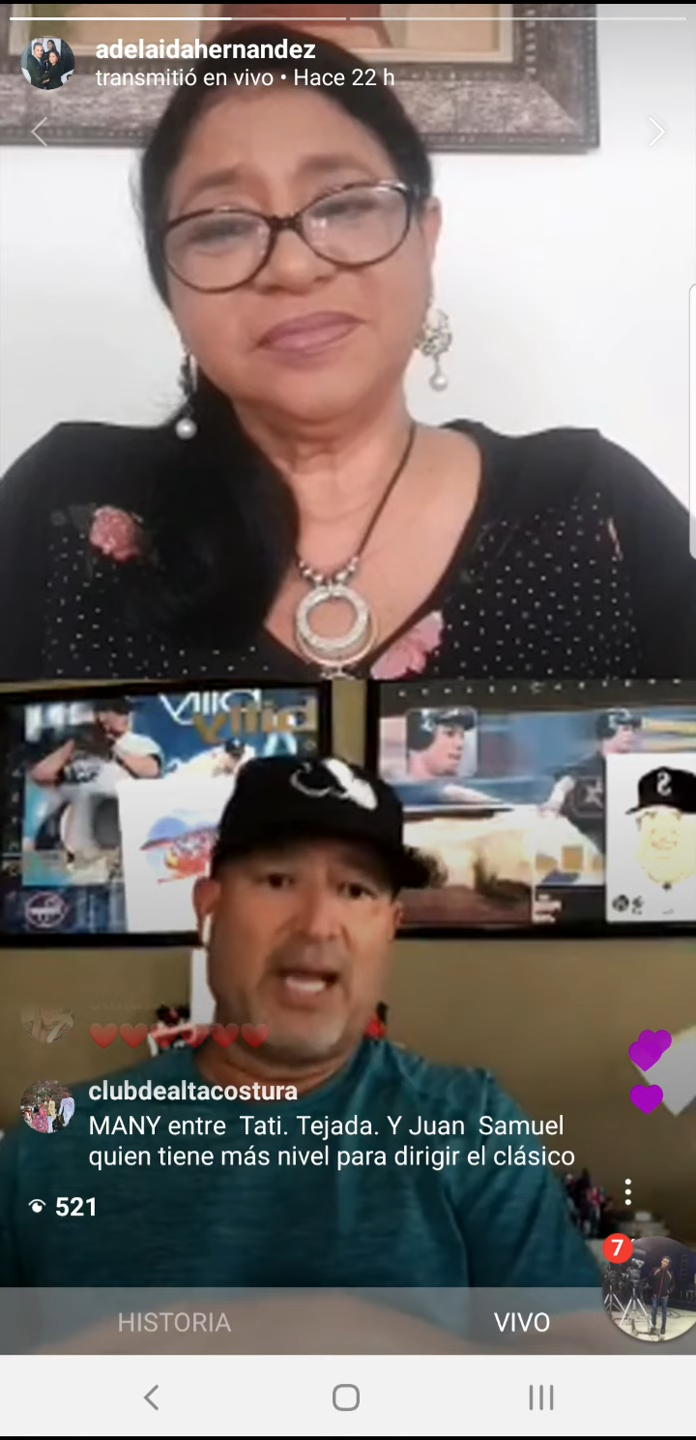 adelaidahernandez
transmitió en vivo • Hace 22 h
clubdealtacostura
MANY entre Tati. Tejada. Y Juan Samuel
quien tiene más nivel para dirigir el clásico
521
7
HISTORIA
VIVO